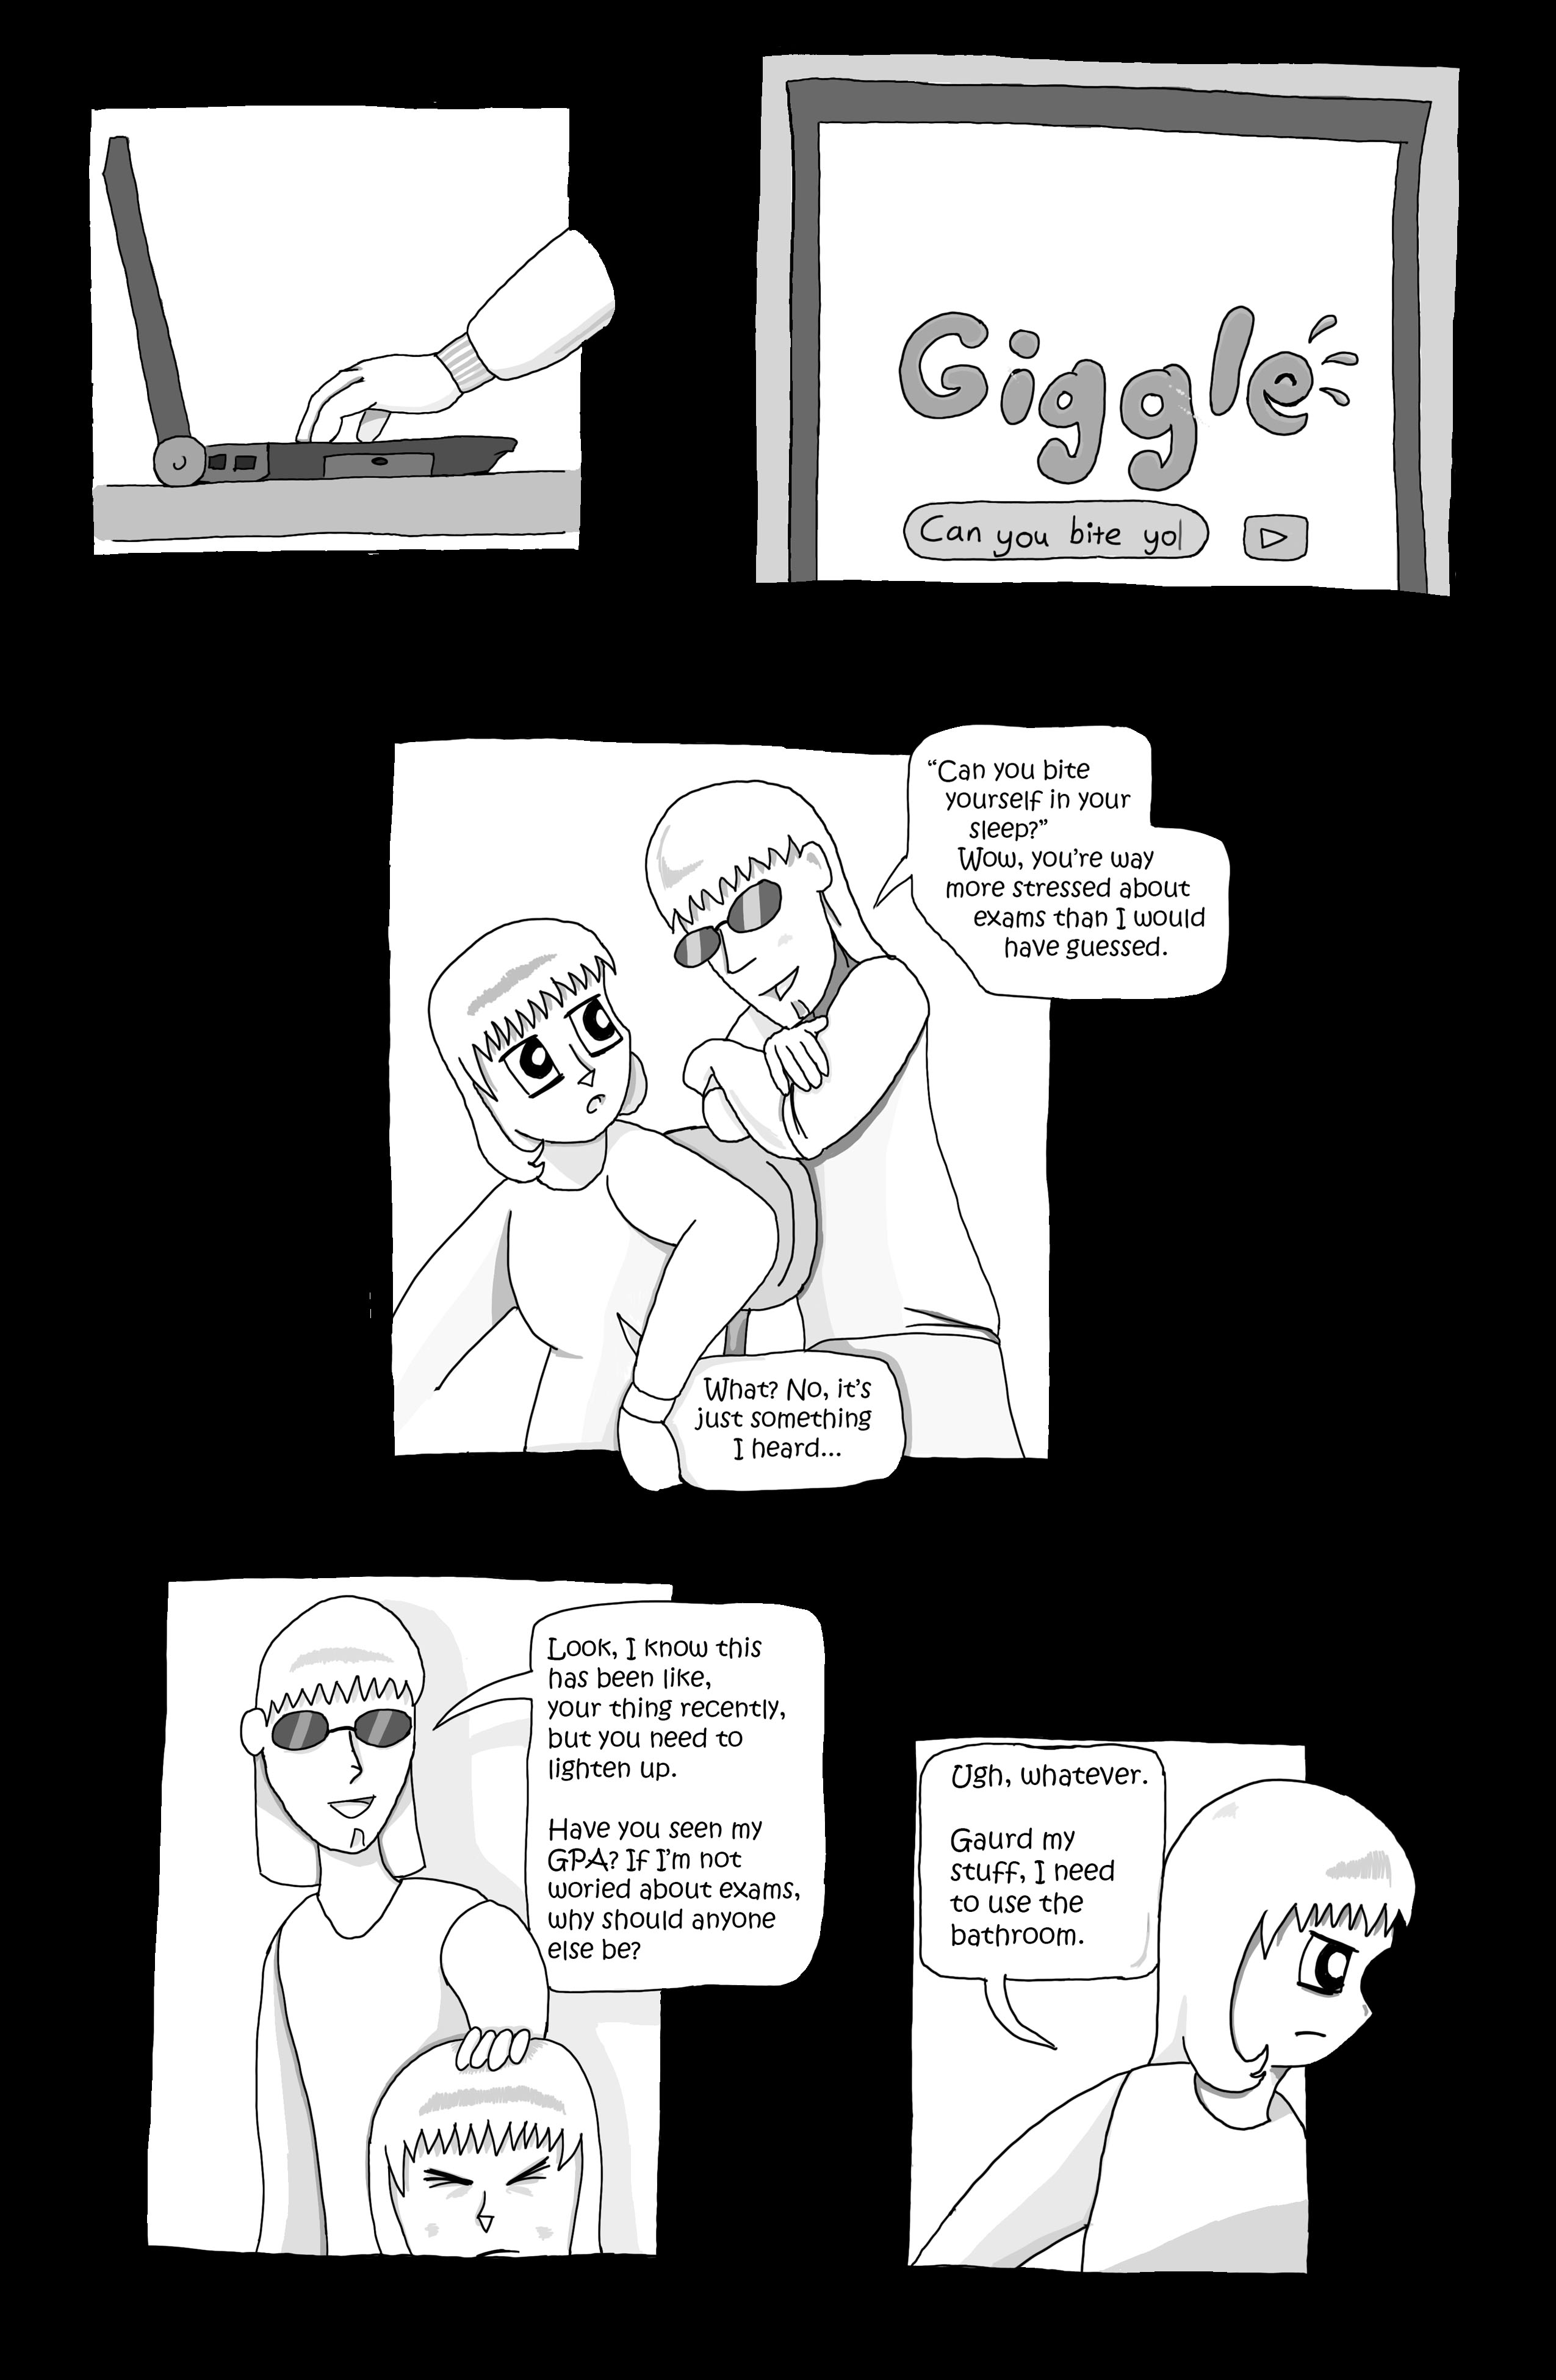 Giggle
Can you bite yo
“Can you bite
yourself in your
sleep?”
Wow, you're way
more stressed about
exams than I would
have guessed.
What? No, it's
just something
I heard...
Look, I know this
has been like,
your thing recently,
but you need to
lighten up.
Have you seen my
GPA? If I'm not
woried about exams,
why should anyone
else be?
Ugh, whatever.
Gaurd my
stuff, I need
to use the
bathroom.